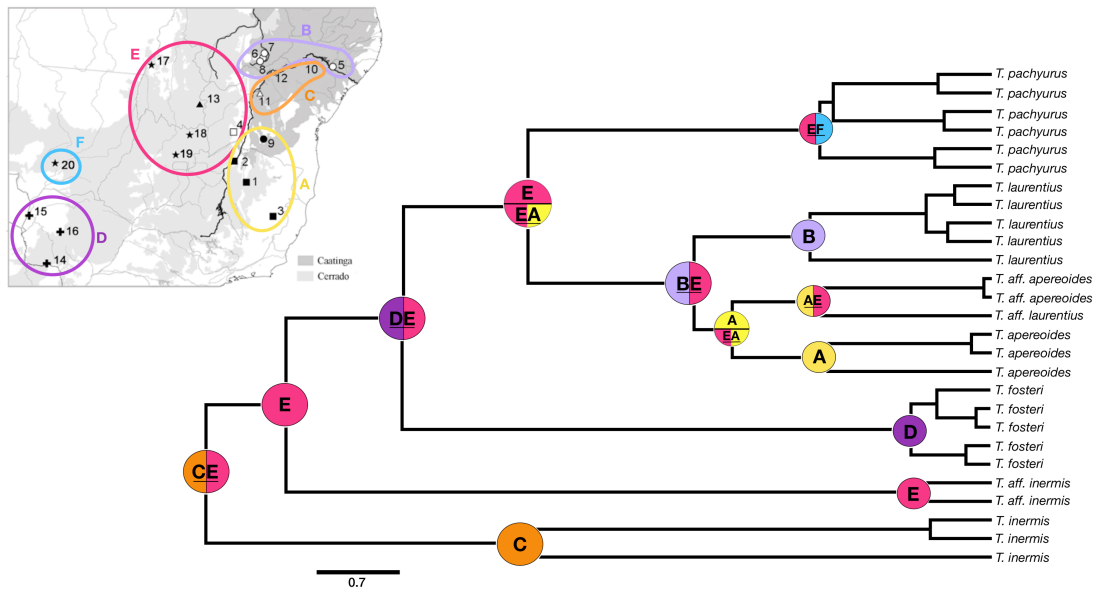 B
E
7
6
8
5
10
12
17
C
11
13
4
18
9
F
19
2
20
A
1
15
3
16
D
14
Caatinga
Cerrado
T. pachyurus
T. pachyurus
T. pachyurus
EF
T. pachyurus
T. pachyurus
T. pachyurus
T. laurentius
E
T. laurentius
EA
T. laurentius
B
T. laurentius
T. laurentius
BE
T. aff. apereoides
AE
T. aff. apereoides
T. aff. laurentius
A
EA
DE
T. apereoides
A
T. apereoides
T. apereoides
T. fosteri
E
T. fosteri
T. fosteri
D
T. fosteri
T. fosteri
CE
T. aff. inermis
E
T. aff. inermis
T. inermis
C
T. inermis
T. inermis
0.7